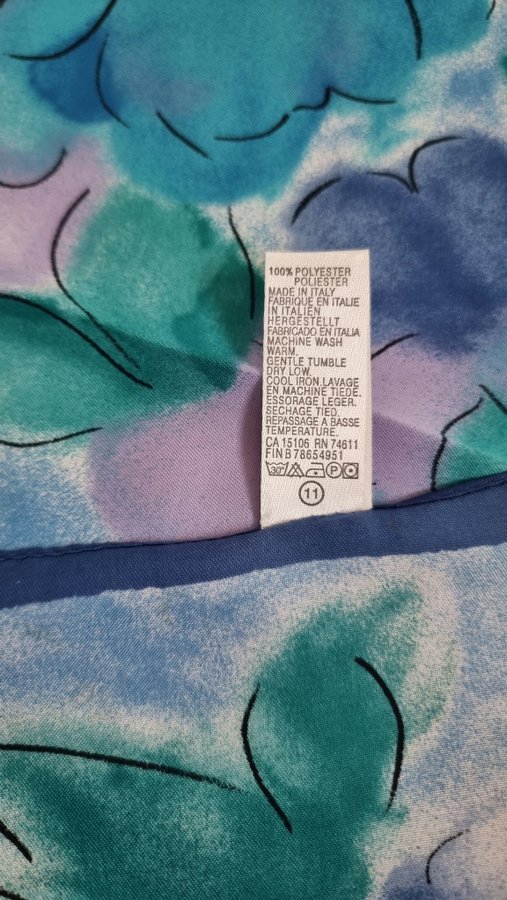 100% POLYESTER
POLIESTER
MADE IN ITALY
FABRIQUE EN ITALIE
IN ITALIEN
HERGESTELLT
FABRICADO EN ITALIA
MACHINE WASH
WARM.
GENTLE TUMBLE
DRY LOW.
COOL IRON.LAVAGE
EN MACHINE TIEDE.
ESSORAGE LEGER.
SECHAGE TIED.
REPASSAGE A BASSE
TEMPERATURE.
CA 15106 RN 74611
FIN B 78654951
30° P
11